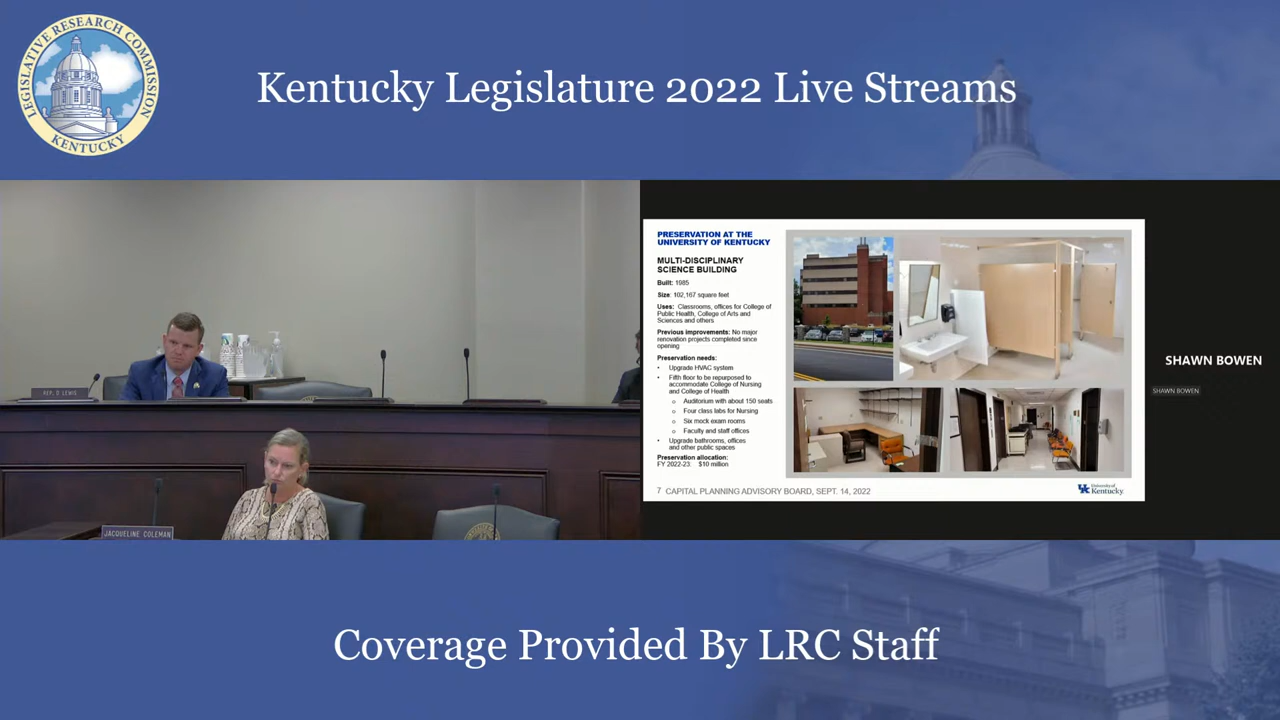 LEGISLATIVE RESEARCH COMMISSION
KENTUCKY
Kentucky Legislature 2022 Live Streams
REP. D LEWIS
JACQUELINE COLEMAN
PRESERVATION AT THE
UNIVERSITY OF KENTUCKY
MULTI-DISCIPLINARY
SCIENCE BUILDING
Built: 1985
Size: 102,167 square feet
Uses: Classrooms, offices for College of
Public Health, College of Arts and
Sciences and others
Previous improvements: No major
renovation projects completed since
opening
Preservation needs:
• Upgrade HVAC system
• Fifth floor to be repurposed to
accommodate College of Nursing
and College of Health
o Auditorium with about 150 seats
o Four class labs for Nursing
o Six mock exam rooms
o Faculty and staff offices
• Upgrade bathrooms, offices
and other public spaces
Preservation allocation:
FY 2022-23 $10 million
7 CAPITAL PLANNING ADVISORY BOARD, SEPT. 14, 2022
University of
Kentucky
SHAWN BOWEN
SHAWN BOWEN
Coverage Provided By LRC Staff